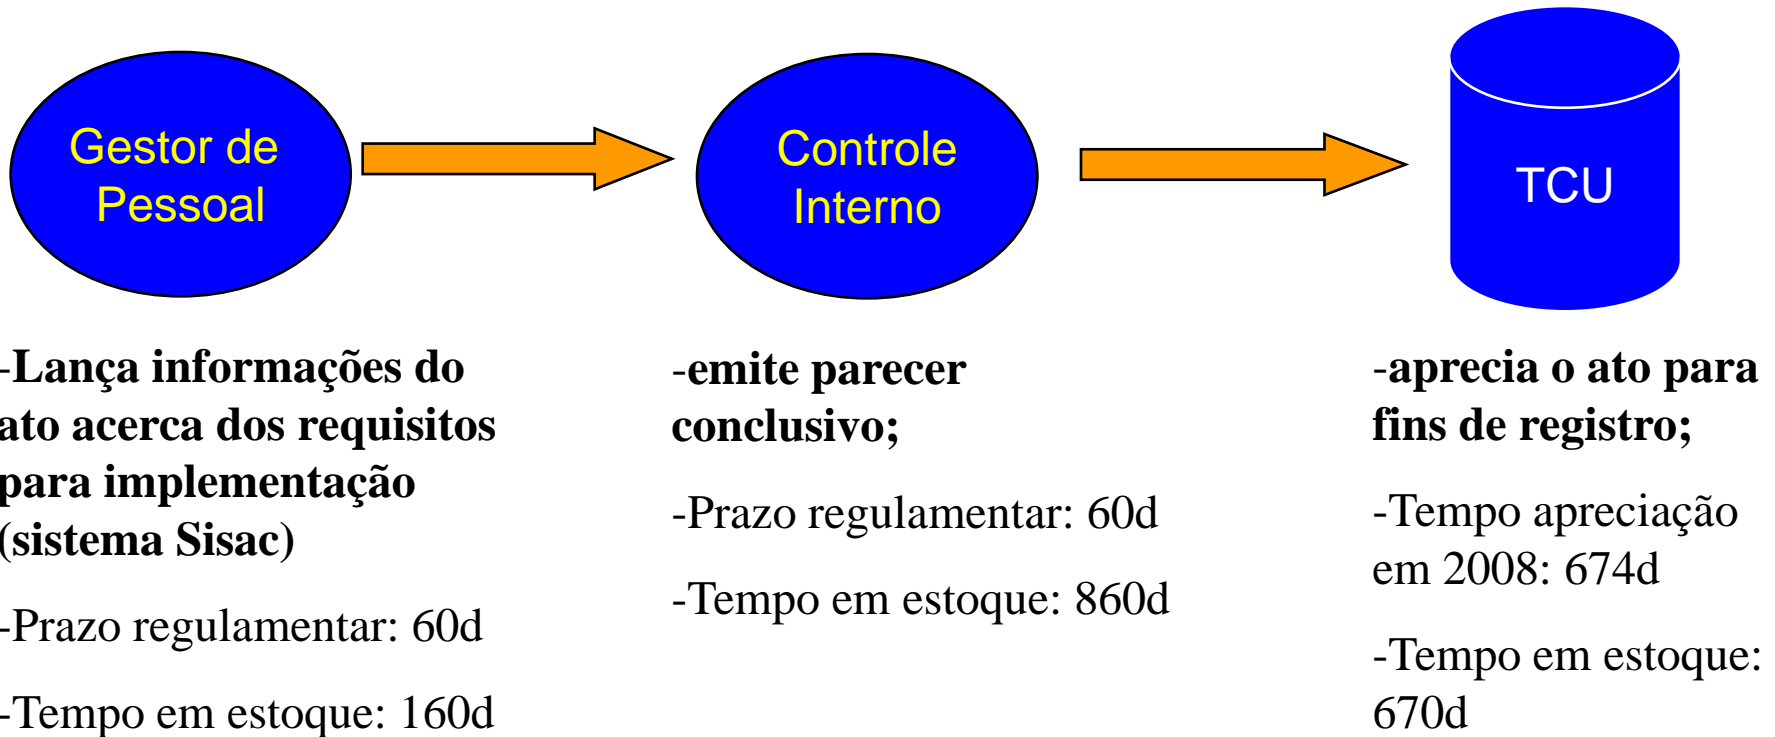 Gestor de
Pessoal
Controle
Interno
TCU
-Lança informações do
ato acerca dos requisitos
para implementação
(sistema Sisac)
-Prazo regulamentar: 60d
-Tempo em estoque: 160d
-emite parecer
conclusivo;
-Prazo regulamentar: 60d
-Tempo em estoque: 860d
-aprecia o ato para
fins de registro;
-Tempo apreciação
em 2008: 674d
-Tempo em estoque:
670d